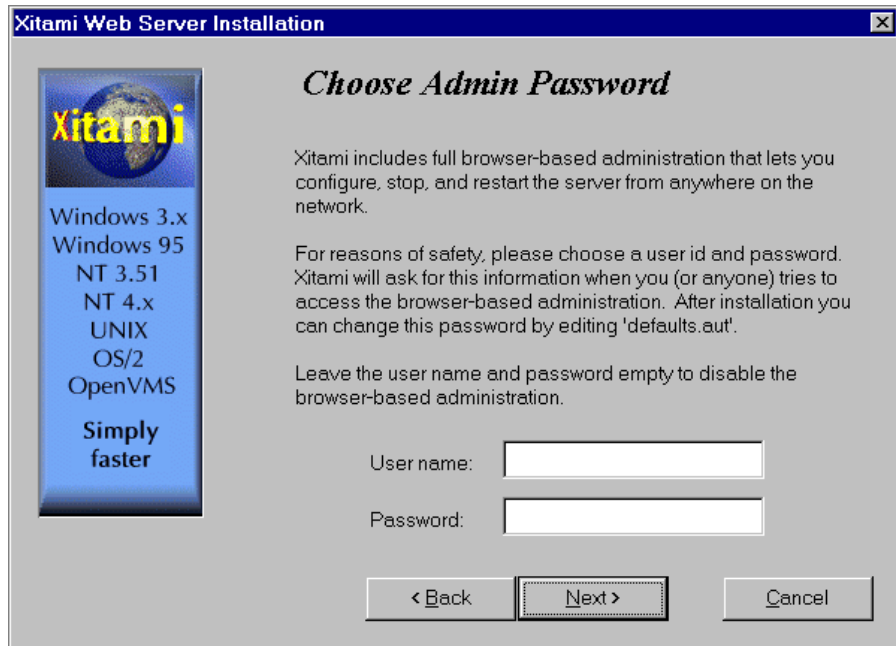 Xitami Web Server Installation
Xitami
Windows 3.x
Windows 95
NT 3.51
NT 4.x
UNIX
OS/2
OpenVMS
Simply
faster
Choose Admin Password
Xitami includes full browser-based administration that lets you
configure, stop, and restart the server from anywhere on the
network.
For reasons of safety, please choose a user id and password.
Xitami will ask for this information when you (or anyone) tries to
access the browser-based administration.  After installation you
can change this password by editing 'defaults.aut'.
Leave the user name and password empty to disable the
browser-based administration.
User name:
Password:
< Back
Next >
Cancel